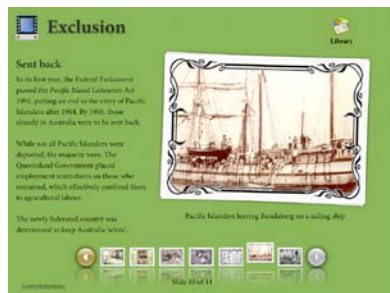 Exclusion
Library
Sent back
In its first year, the Federal Parliament
passed the Pacific Island Labourers Act
1901, putting an end to the entry of Pacific
Islanders after 1904. By 1906, those
already in Australia were to be sent back.
While not all Pacific Islanders were
deported, the majority were. The
Queensland Government placed
employment restrictions on those who
remained, which effectively confined them
to agricultural labour.
The newly federated country was
determined to keep Australia 'white'.
Pacific Islanders leaving Bundaberg on a sailing ship
Slide 10 of 11
Acknowledgements